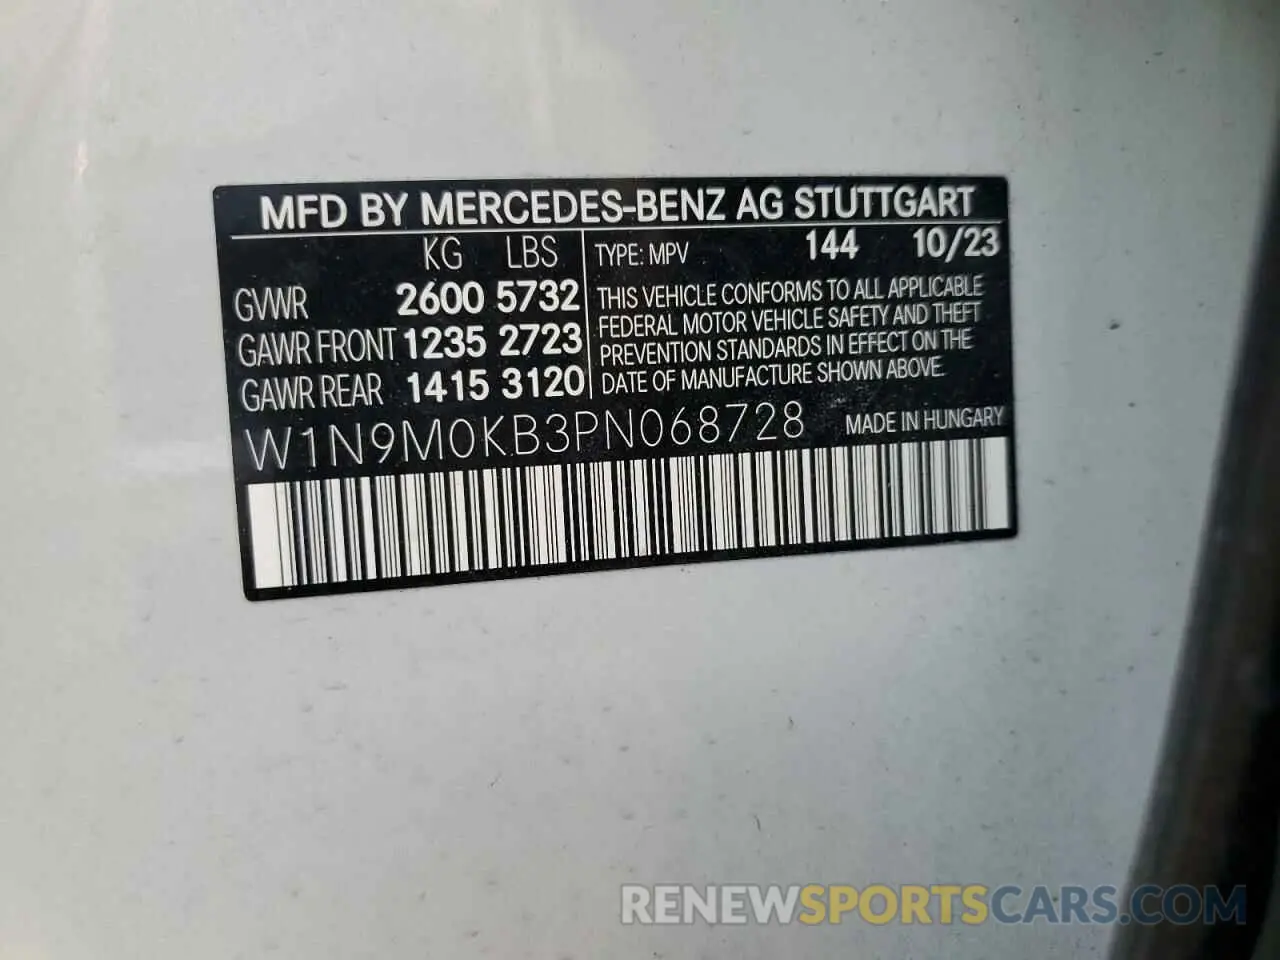 MFD BY MERCEDES-BENZ AG STUTTGART
KG LBS
GVWR 2600 5732
GAWR FRONT 1235 2723
GAWR REAR 1415 3120
TYPE: MPV 144 10/23
THIS VEHICLE CONFORMS TO ALL APPLICABLE
FEDERAL MOTOR VEHICLE SAFETY AND THEFT
PREVENTION STANDARDS IN EFFECT ON THE
DATE OF MANUFACTURE SHOWN ABOVE.
W1N9M0KB3PN068728 MADE IN HUNGARY
RENEWSPORTSCARS.COM